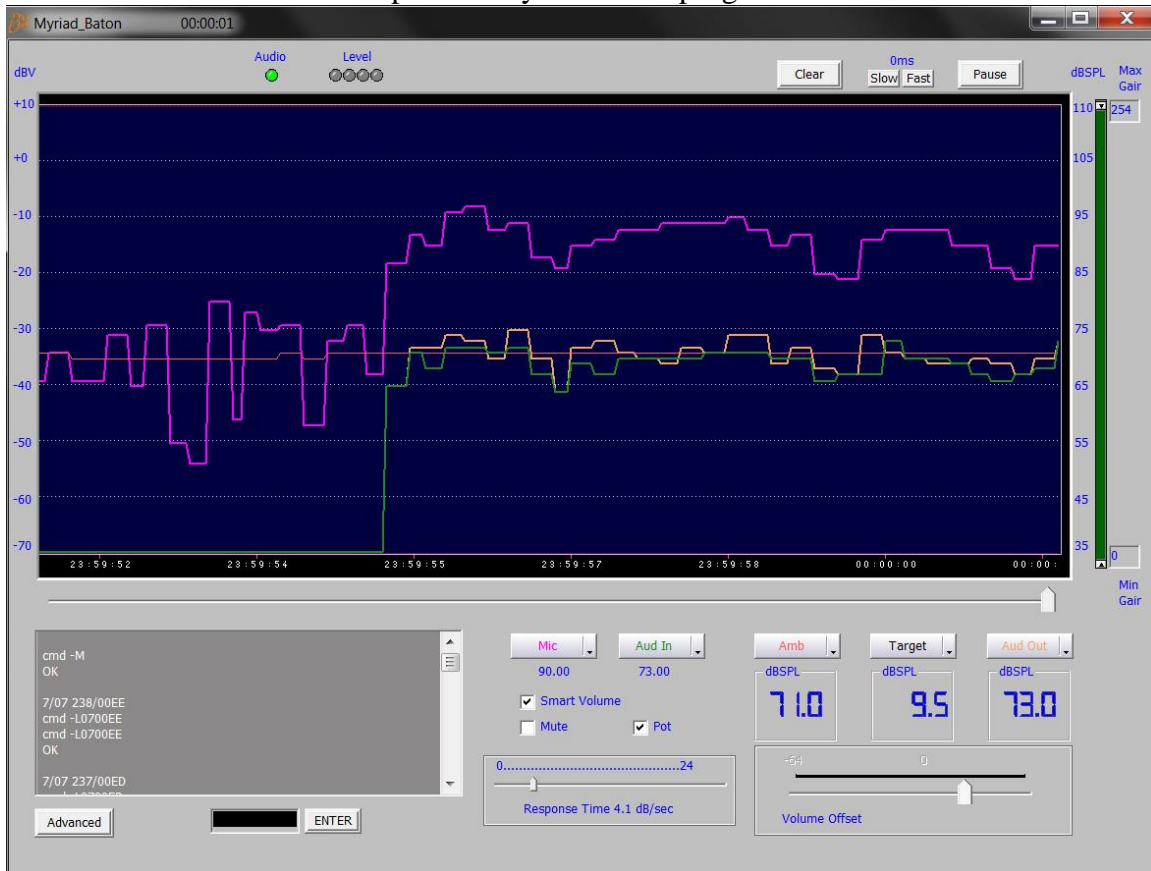 Myriad_Baton 00:00:01
Audio Level 0ms
dBV Clear Slow Fast Pause dBSPL Max
Gair
+10 110 254
+0 105
-10 95
-20 85
-30 75
-40 65
-50 55
-60 45
-70 35 0
23:59:52 23:59:54 23:59:55 23:59:57 23:59:58 00:00:00 00:00:
Min
Gair
cmd -M
OK
7/07 238/00EE
cmd -L0700EE
cmd -L0700EE
OK
7/07 237/00ED
Advanced ENTER
Mic Aud In
90.00 73.00
Smart Volume
Mute Pot
0............................................24
Response Time 4.1 dB/sec
Amb Target Aud Out
dBSPL dBSPL dBSPL
71.0 9.5 73.0
-64 0
Volume Offset